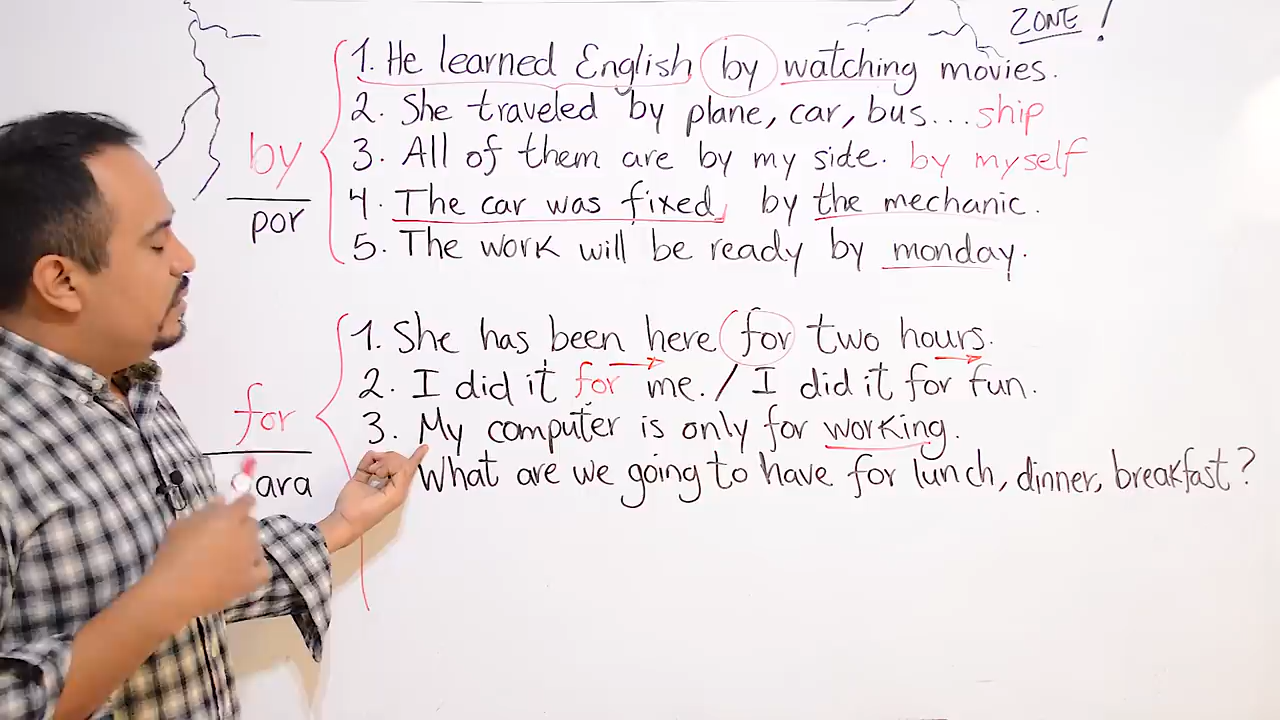 ZONE!
by
por
1. He learned English by watching movies.
2. She traveled by plane, car, bus... ship
3. All of them are by my side. by myself
4. The car was fixed by the mechanic.
5. The work will be ready by monday.
for
1. She has been here for two hours.
2. I did it for me. / I did it for fun.
3. My computer is only for working.
What are we going to have for lunch, dinner, breakfast?